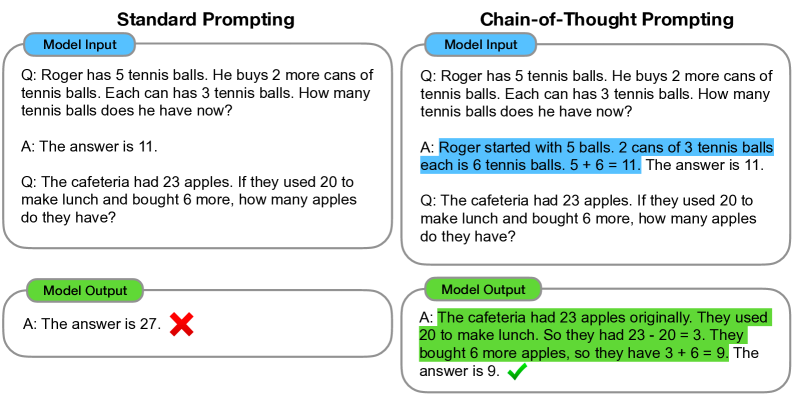 Standard Prompting
Model Input
Q: Roger has 5 tennis balls. He buys 2 more cans of
tennis balls. Each can has 3 tennis balls. How many
tennis balls does he have now?
A: The answer is 11.
Q: The cafeteria had 23 apples. If they used 20 to
make lunch and bought 6 more, how many apples
do they have?
Model Output
A: The answer is 27.
Chain-of-Thought Prompting
Model Input
Q: Roger has 5 tennis balls. He buys 2 more cans of
tennis balls. Each can has 3 tennis balls. How many
tennis balls does he have now?
A: Roger started with 5 balls. 2 cans of 3 tennis balls
each is 6 tennis balls. 5 + 6 = 11. The answer is 11.
Q: The cafeteria had 23 apples. If they used 20 to
make lunch and bought 6 more, how many apples
do they have?
Model Output
A: The cafeteria had 23 apples originally. They used
20 to make lunch. So they had 23 - 20 = 3. They
bought 6 more apples, so they have 3 + 6 = 9. The
answer is 9.